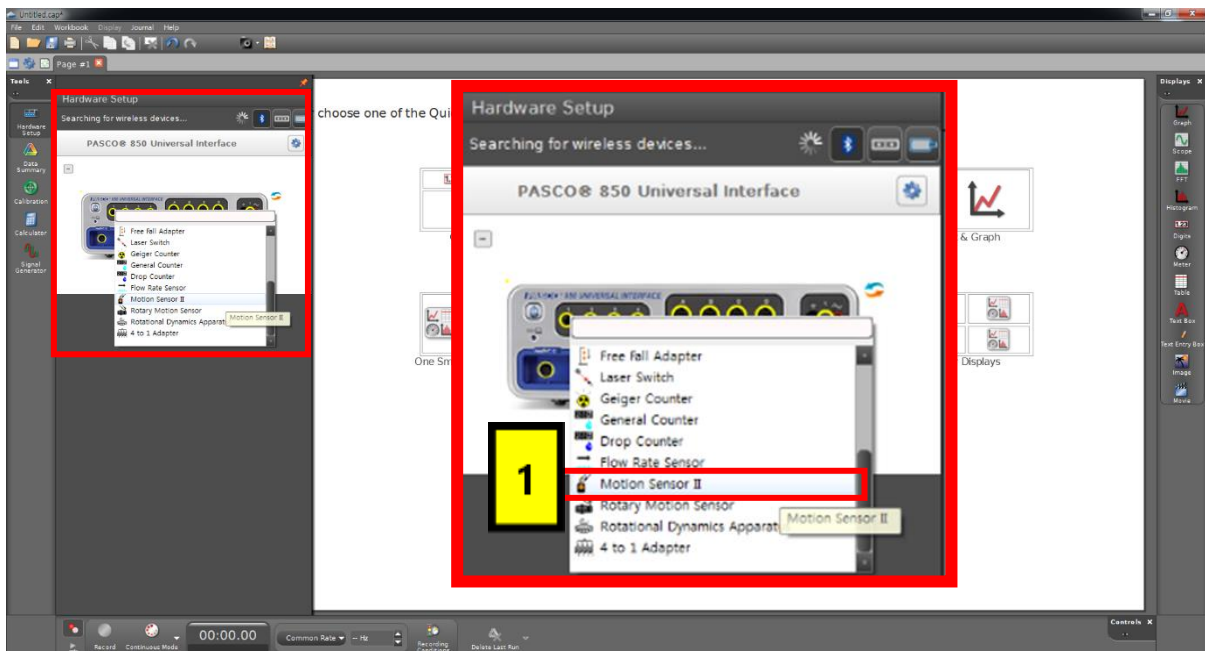 Untitled.cap*
File Edit Workbook Display Journal Help
Page #1
Tools X
Hardware Setup
Data Summary
Calibration
Calculator
Signal Generator
Hardware Setup
Searching for wireless devices...
PASCO® 850 Universal Interface
Free Fall Adapter
Laser Switch
Geiger Counter
General Counter
Drop Counter
Flow Rate Sensor
Motion Sensor II
Rotary Motion Sensor
Rotational Dynamics Apparat
4 to 1 Adapter
Motion Sensor II
choose one of the Qui
Hardware Setup
Searching for wireless devices...
PASCO® 850 Universal Interface
Free Fall Adapter
Laser Switch
Geiger Counter
General Counter
Drop Counter
Flow Rate Sensor
1
Motion Sensor II
Rotary Motion Sensor
Motion Sensor II
Rotational Dynamics Apparat
4 to 1 Adapter
& Graph
One Sm
Displays
Displays X
Graph
Scope
FFT
Histogram
1.23
Digits
Meter
Table
Text Box
Text Entry Box
Image
Movie
Record
Continuous Mode
00:00.00
Common Rate
-- Hz
Recording Conditions
Delete Last Run
Controls X